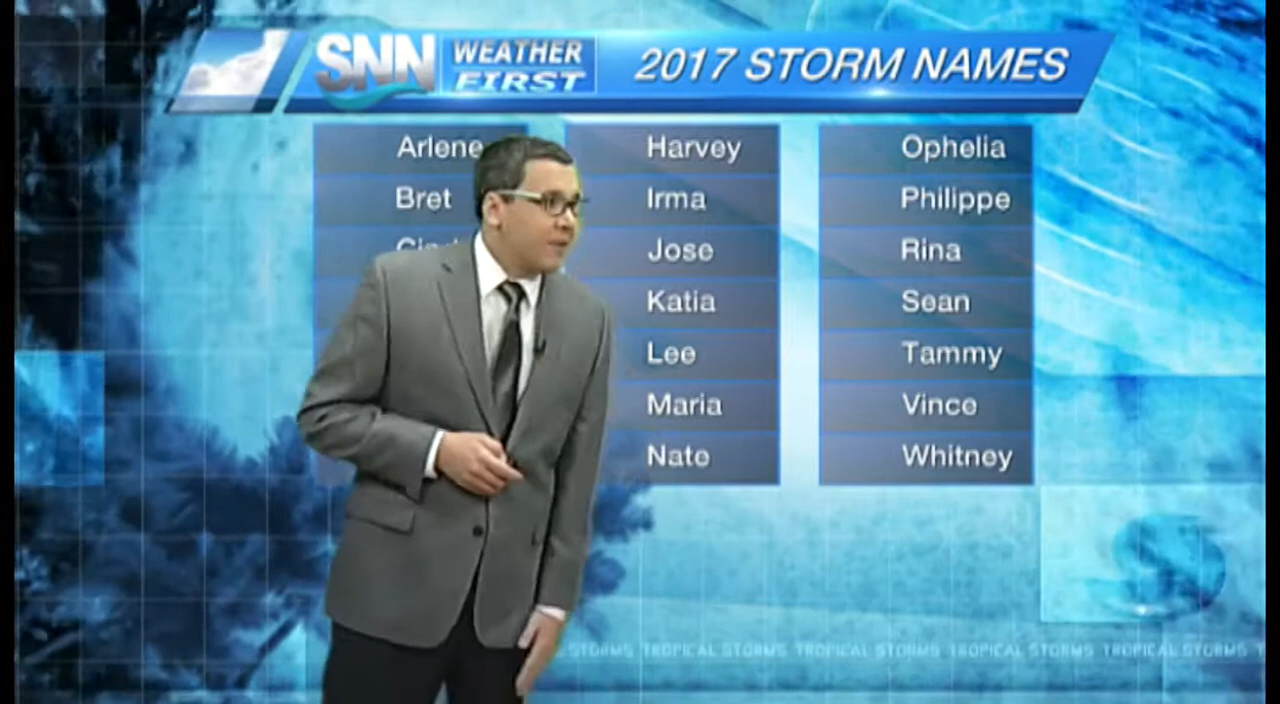 SNN WEATHER FIRST 2017 STORM NAMES
Arlene
Bret
Harvey
Irma
Jose
Katia
Lee
Maria
Nate
Ophelia
Philippe
Rina
Sean
Tammy
Vince
Whitney
STORMS TROPICAL STORMS TROPICAL STORMS TROPICAL STORMS TROPICAL STORMS